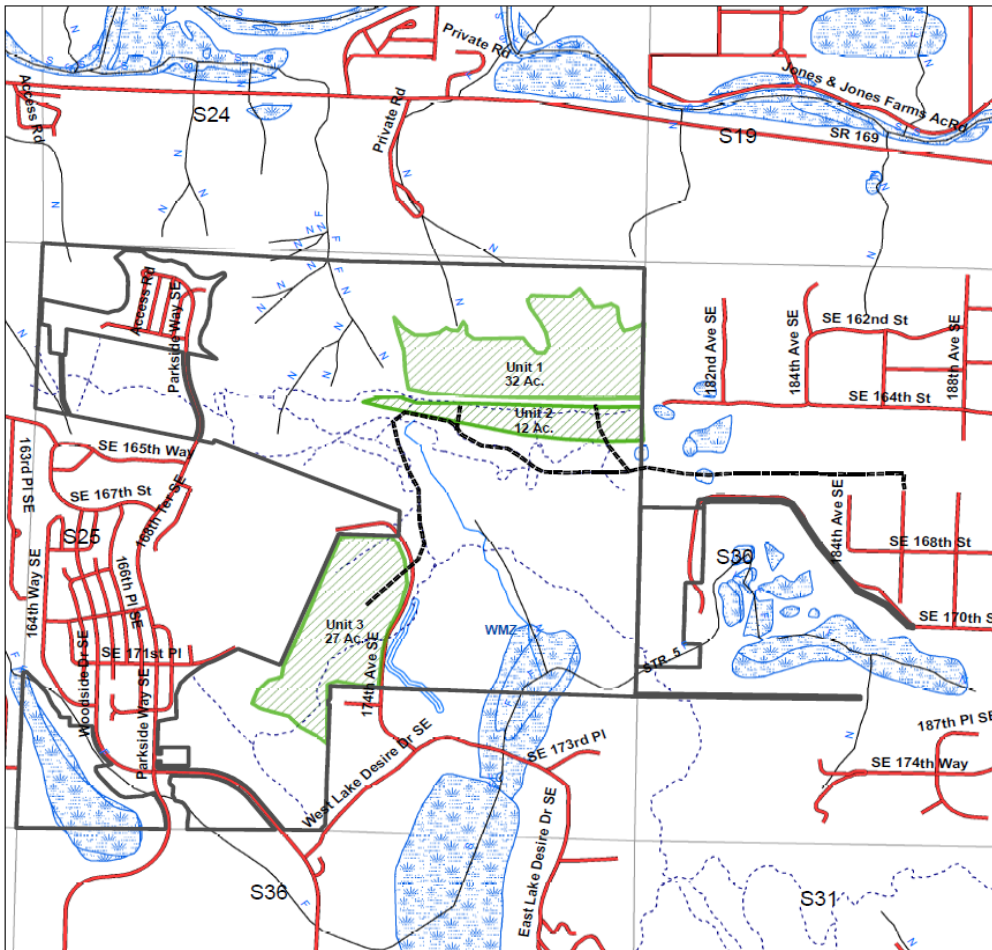 Private Rd
Access Rd
S24
Private Rd
Jones & Jones Farms AcRd
SR 169
S19
Access Rd
Parkside Way SE
Unit 1
32 Ac.
Unit 2
12 Ac.
182nd Ave SE
184th Ave SE
SE 162nd St
188th Ave SE
SE 164th St
163rd Pl SE
SE 165th Way
SE 167th St
168th Ter SE
S25
164th Way SE
166th Pl SE
Woodside Dr SE
SE 171st Pl
Parkside Way SE
Unit 3
27 Ac.
174th Ave SE
WMZ
STR. 5
S30
184th Ave SE
SE 168th St
SE 170th S
West Lake Desire Dr SE
SE 173rd Pl
East Lake Desire Dr SE
187th Pl SE
SE 174th Way
S36
S31
N
N
N
N
N
N
N
N
N
N
F
F
F
N
N
N
N
N
N
N
N
N
F
F
N
N